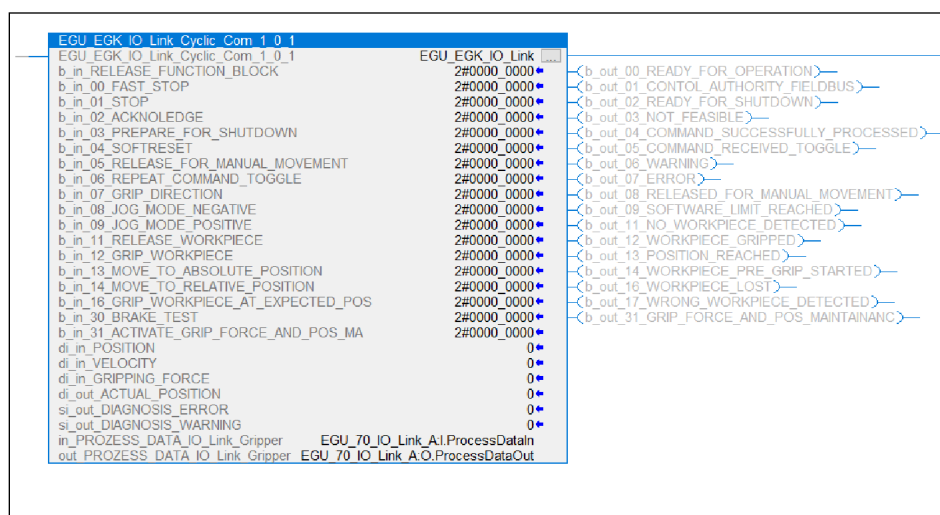 EGU_EGK_IO_Link_Cyclic_Com_1_0_1
EGU_EGK_IO_Link_Cyclic_Com_1_0_1 EGU_EGK_IO_Link ...
b_in_RELEASE_FUNCTION_BLOCK 2#0000_0000 b_out_00_READY_FOR_OPERATION
b_in_00_FAST_STOP 2#0000_0000 b_out_01_CONTOL_AUTHORITY_FIELDBUS
b_in_01_STOP 2#0000_0000 b_out_02_READY_FOR_SHUTDOWN
b_in_02_ACKNOLEDGE 2#0000_0000 b_out_03_NOT_FEASIBLE
b_in_03_PREPARE_FOR_SHUTDOWN 2#0000_0000 b_out_04_COMMAND_SUCCESSFULLY_PROCESSED
b_in_04_SOFTRESET 2#0000_0000 b_out_05_COMMAND_RECEIVED_TOGGLE
b_in_05_RELEASE_FOR_MANUAL_MOVEMENT 2#0000_0000 b_out_06_WARNING
b_in_06_REPEAT_COMMAND_TOGGLE 2#0000_0000 b_out_07_ERROR
b_in_07_GRIP_DIRECTION 2#0000_0000 b_out_08_RELEASED_FOR_MANUAL_MOVEMENT
b_in_08_JOG_MODE_NEGATIVE 2#0000_0000 b_out_09_SOFTWARE_LIMIT_REACHED
b_in_09_JOG_MODE_POSITIVE 2#0000_0000 b_out_11_NO_WORKPIECE_DETECTED
b_in_11_RELEASE_WORKPIECE 2#0000_0000 b_out_12_WORKPIECE_GRIPPED
b_in_12_GRIP_WORKPIECE 2#0000_0000 b_out_13_POSITION_REACHED
b_in_13_MOVE_TO_ABSOLUTE_POSITION 2#0000_0000 b_out_14_WORKPIECE_PRE_GRIP_STARTED
b_in_14_MOVE_TO_RELATIVE_POSITION 2#0000_0000 b_out_16_WORKPIECE_LOST
b_in_16_GRIP_WORKPIECE_AT_EXPECTED_POS 2#0000_0000 b_out_17_WRONG_WORKPIECE_DETECTED
b_in_30_BRAKE_TEST 2#0000_0000 b_out_31_GRIP_FORCE_AND_POS_MAINTAINANC
b_in_31_ACTIVATE_GRIP_FORCE_AND_POS_MA 2#0000_0000
di_in_POSITION 0
di_in_VELOCITY 0
di_in_GRIPPING_FORCE 0
di_out_ACTUAL_POSITION 0
si_out_DIAGNOSIS_ERROR 0
si_out_DIAGNOSIS_WARNING 0
in_PROZESS_DATA_IO_Link_Gripper EGU_70_IO_Link_A:I.ProcessDataIn
out_PROZESS_DATA_IO_Link_Gripper EGU_70_IO_Link_A:O.ProcessDataOut